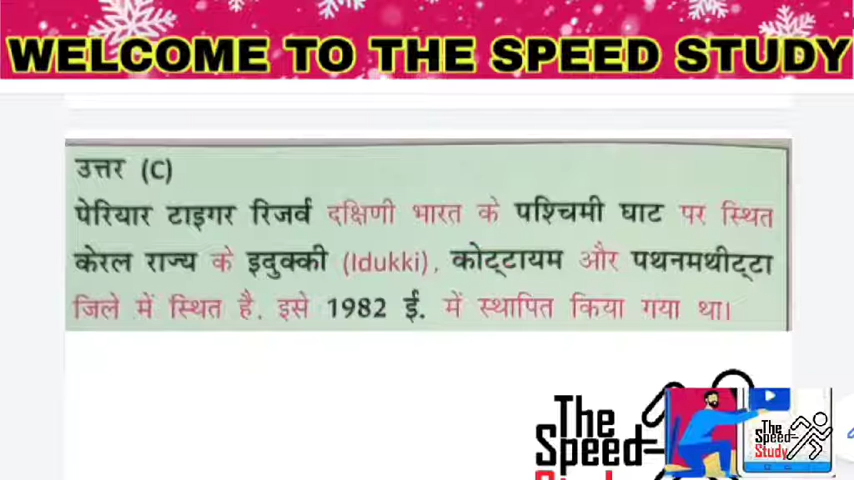 WELCOME TO THE SPEED STUDY
उत्तर (C)
पेरियार टाइगर रिजर्व दक्षिणी भारत के पश्चिमी घाट पर स्थित
केरल राज्य के इदुक्की (Idukki), कोट्टायम और पथनमथीट्टा
जिले में स्थित है. इसे 1982 ई. में स्थापित किया गया था।
The
Speed
The
Speed
Study